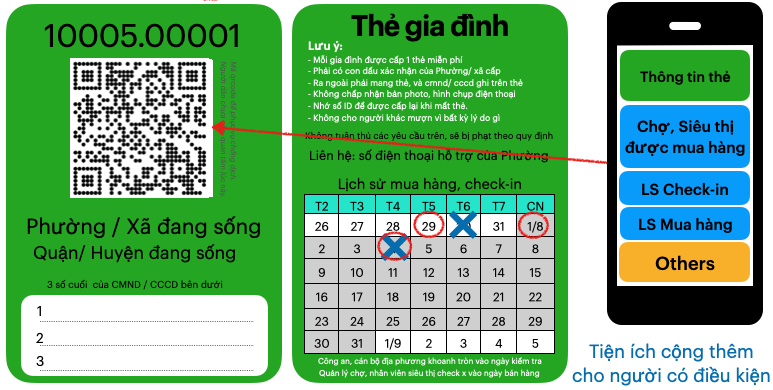 10005.00001
Phường / Xã đang sống
Quận/ Huyện đang sống
3 số cuối của CMND / CCCD bên dưới
1
2
3
Thẻ gia đình
Lưu ý:
- Mỗi gia đình được cấp 1 thẻ miễn phí
- Phải có con dấu xác nhận của Phường/ xã cấp
- Ra ngoài phải mang thẻ, và cmnd/ cccd ghi trên thẻ
- Không chấp nhận bản photo, hình chụp điện thoại
- Nhớ số ID để được cấp lại khi mất thẻ.
- Không cho người khác mượn vì bất kỳ lý do gì
Không tuân thủ các yêu cầu trên, sẽ bị phạt theo quy định
Liên hệ: số điện thoại hỗ trợ của Phường
Lịch sử mua hàng, check-in
T2 T3 T4 T5 T6 T7 CN
26 27 28 29 31 1/8
2 3 5 6 7 8
9 10 11 12 13 14 15
16 17 18 19 20 21 22
23 24 25 26 27 28 29
30 31 1/9 2 3 4 5
Công an, cán bộ địa phương khoanh tròn vào ngày kiểm tra
Quản lý chợ, nhân viên siêu thị check x vào ngày bán hàng
Thông tin thẻ
Chợ, Siêu thị
được mua hàng
LS Check-in
LS Mua hàng
Others
Tiện ích cộng thêm
cho người có điều kiện